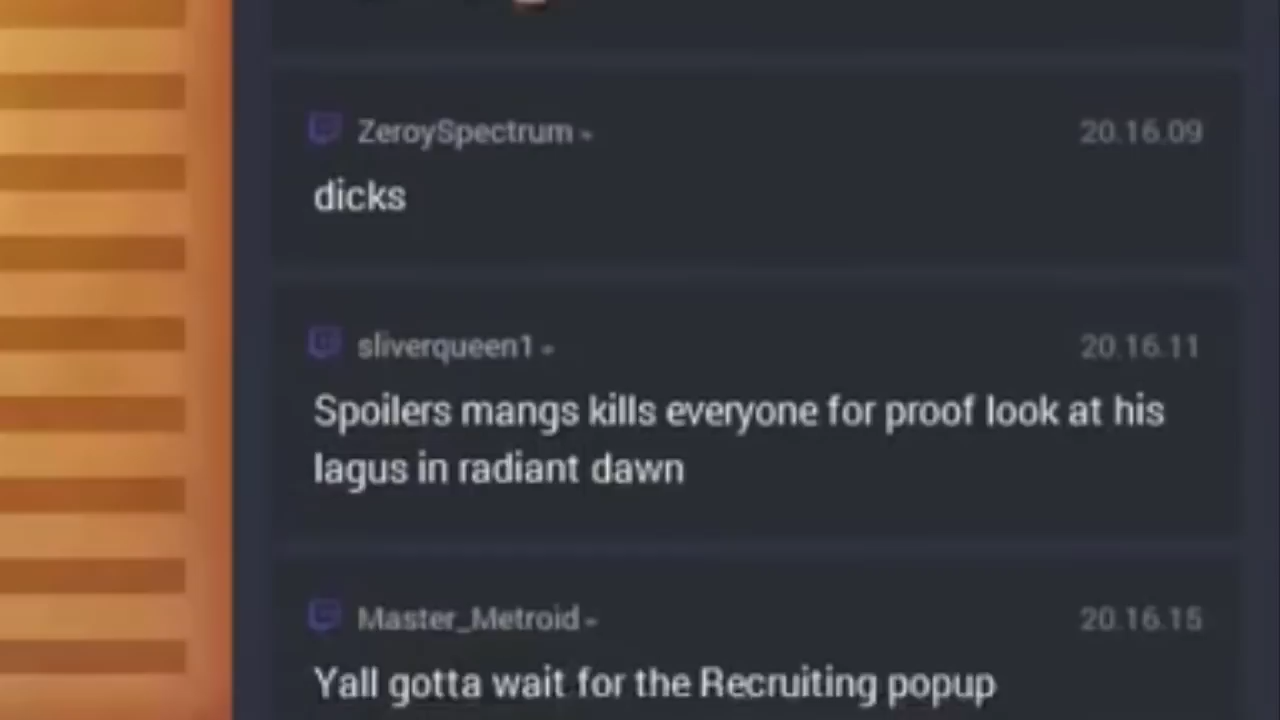 ZeroySpectrum
20.16.09
dicks
sliverqueen1
20.16.11
Spoilers mangs kills everyone for proof look at his
lagus in radiant dawn
Master_Metroid
20.16.15
Yall gotta wait for the Recruiting popup